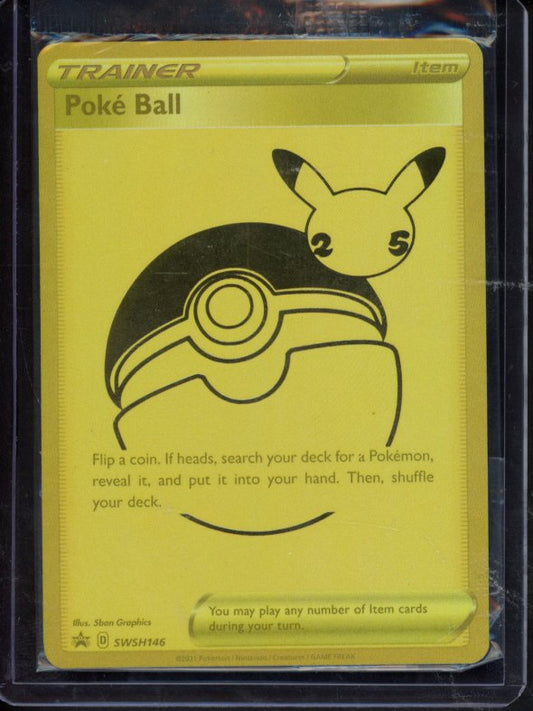 TRAINER Item
Poké Ball
2 5
Flip a coin. If heads, search your deck for a Pokémon,
reveal it, and put it into your hand. Then, shuffle
your deck.
Illus. Sban Graphics
You may play any number of Item cards
during your turn.
D SWSH146
©2021 Pokémon / Nintendo / Creatures / GAME FREAK